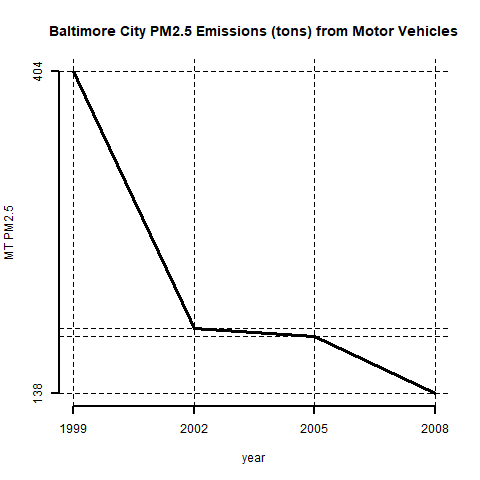 Baltimore City PM2.5 Emissions (tons) from Motor Vehicles
404
MT PM2.5
138
1999 2002 2005 2008
year